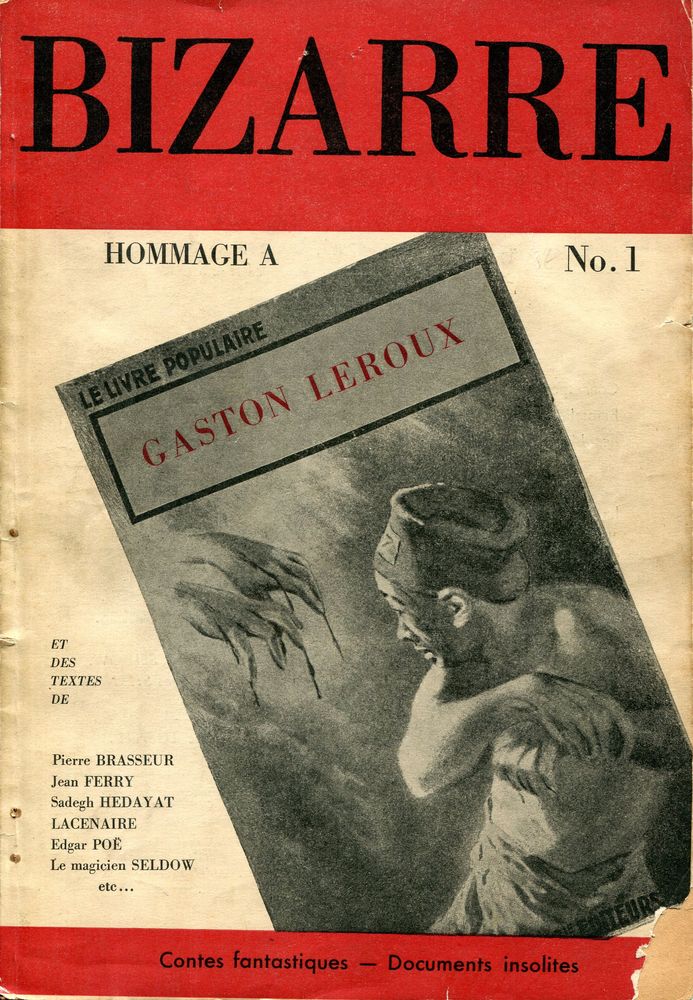 BIZARRE
HOMMAGE A
No. 1
LE LIVRE POPULAIRE
GASTON LEROUX
ET
DES
TEXTES
DE
Pierre BRASSEUR
Jean FERRY
Sadegh HEDAYAT
LACENAIRE
Edgar POË
Le magicien SELDOW
etc...
Contes fantastiques — Documents insolites